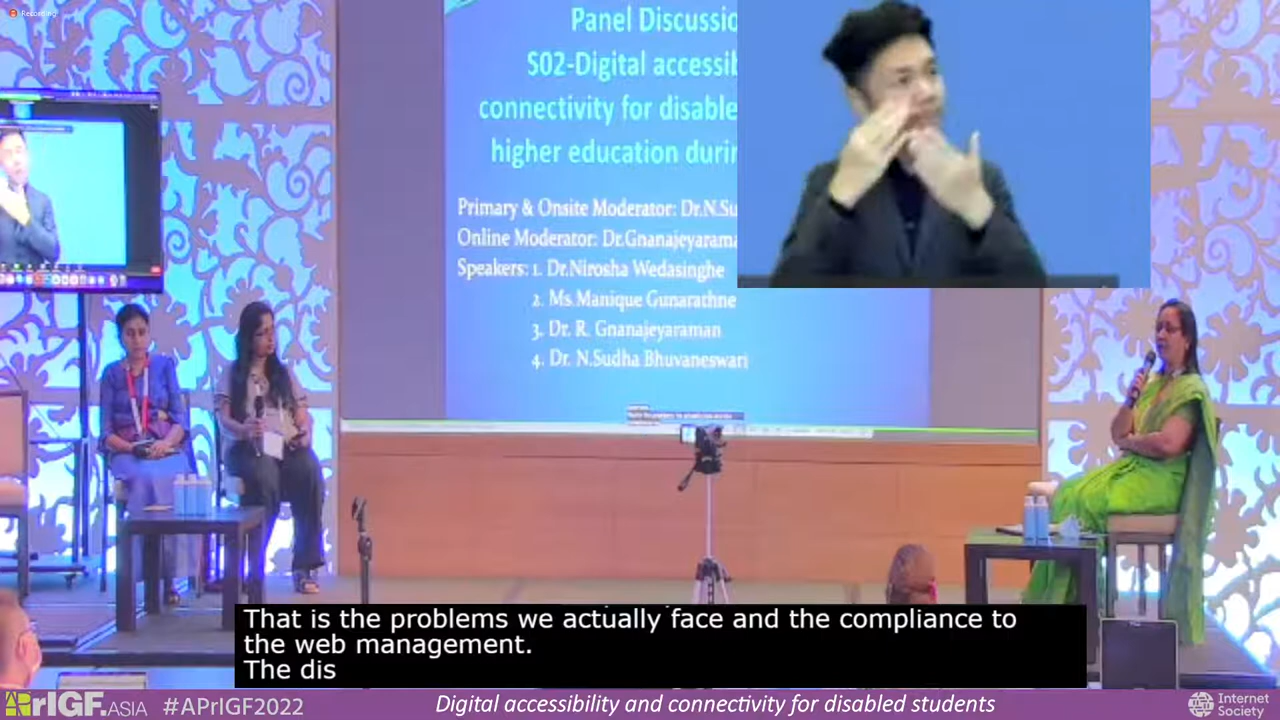 Recording
Panel Discussio
S02-Digital accessib
connectivity for disable
higher education durin
Primary & Onsite Moderator: Dr.N.Su
Online Moderator: Dr.Gnanajeyarama
Speakers: 1. Dr.Nirosha Wedasinghe
2. Ms.Manique Gunarathne
3. Dr. R. Gnanajeyaraman
4. Dr. N.Sudha Bhuvaneswari
That is the problems we actually face and the compliance to
the web management.
The dis
APrIGF.ASIA #APrIGF2022
Digital accessibility and connectivity for disabled students
Internet
Society